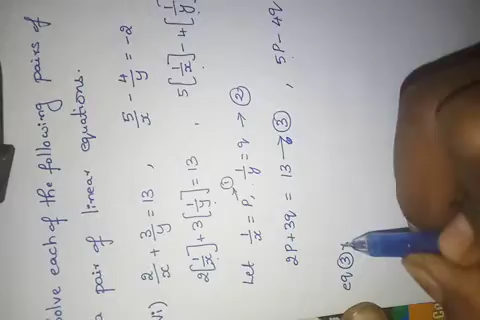 Solve each of the following pairs of
a pair of linear equations.
vi) 2/x + 3/y = 13 , 5/x - 4/y = -2
2[1/x] + 3[1/y] = 13 , 5[1/x] - 4[1/y]
Let 1/x = P, → ① 1/y = q → ②
2P + 3q = 13 → ③ , 5P - 4q
eq ③